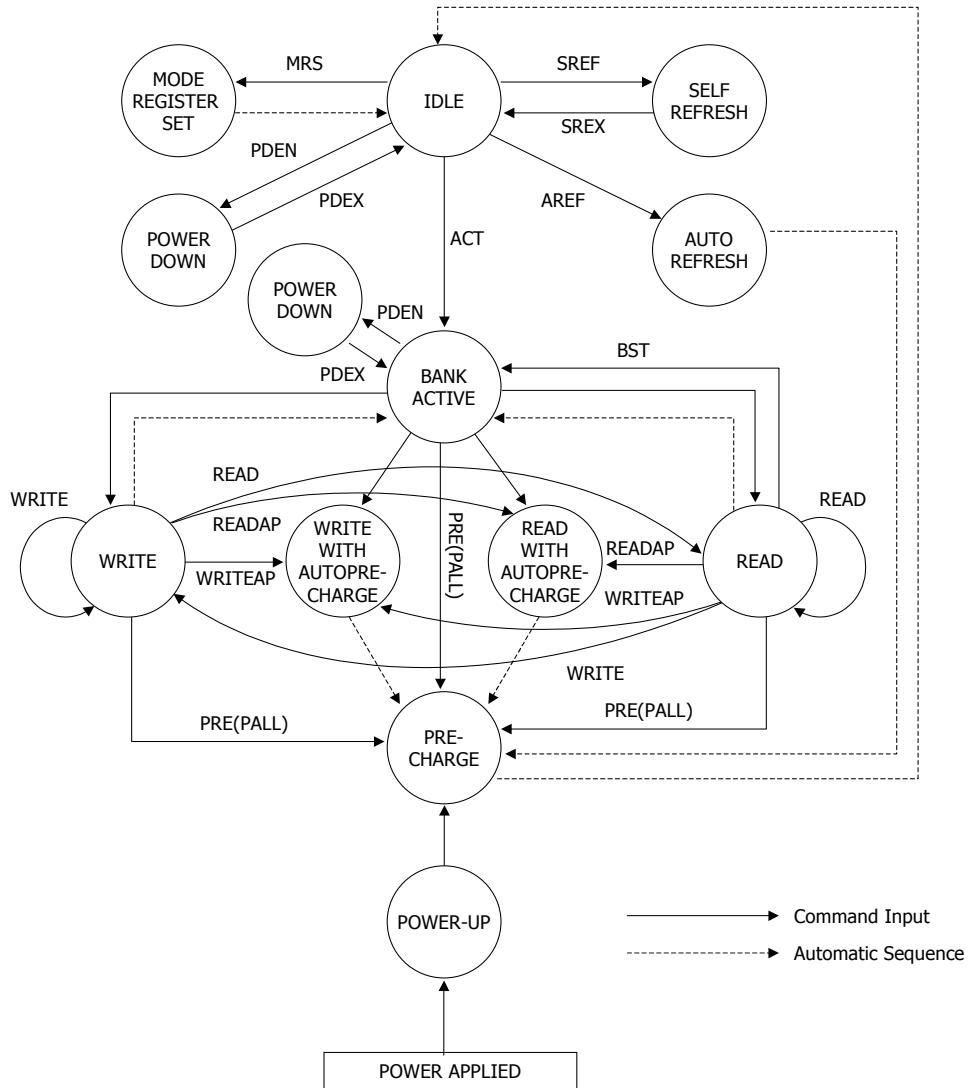 MRS
SREF
MODE
REGISTER
SET
IDLE
SELF
REFRESH
SREX
PDEN
PDEX
AREF
POWER
DOWN
ACT
AUTO
REFRESH
POWER
DOWN
PDEN
PDEX
BST
BANK
ACTIVE
WRITE
READ
READAP
WRITEAP
WRITE
WRITE
WITH
AUTOPRE-
CHARGE
PRE(PALL)
READ
WITH
AUTOPRE-
CHARGE
READAP
WRITEAP
READ
READ
WRITE
PRE(PALL)
PRE(PALL)
PRE-
CHARGE
POWER-UP
Command Input
Automatic Sequence
POWER APPLIED